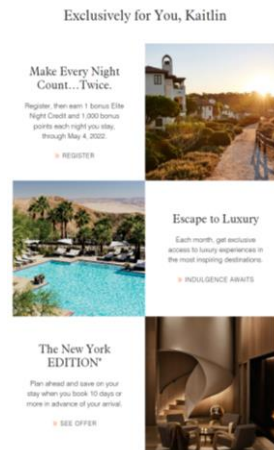 Exclusively for You, Kaitlin
Make Every Night
Count...Twice.
Register, then earn 1 bonus Elite
Night Credit and 1,000 bonus
points each night you stay,
through May 4, 2022.
» REGISTER
Escape to Luxury
Each month, get exclusive
access to luxury experiences in
the most inspiring destinations.
» INDULGENCE AWAITS
The New York
EDITION*
Plan ahead and save on your
stay when you book 10 days or
more in advance of your arrival.
» SEE OFFER